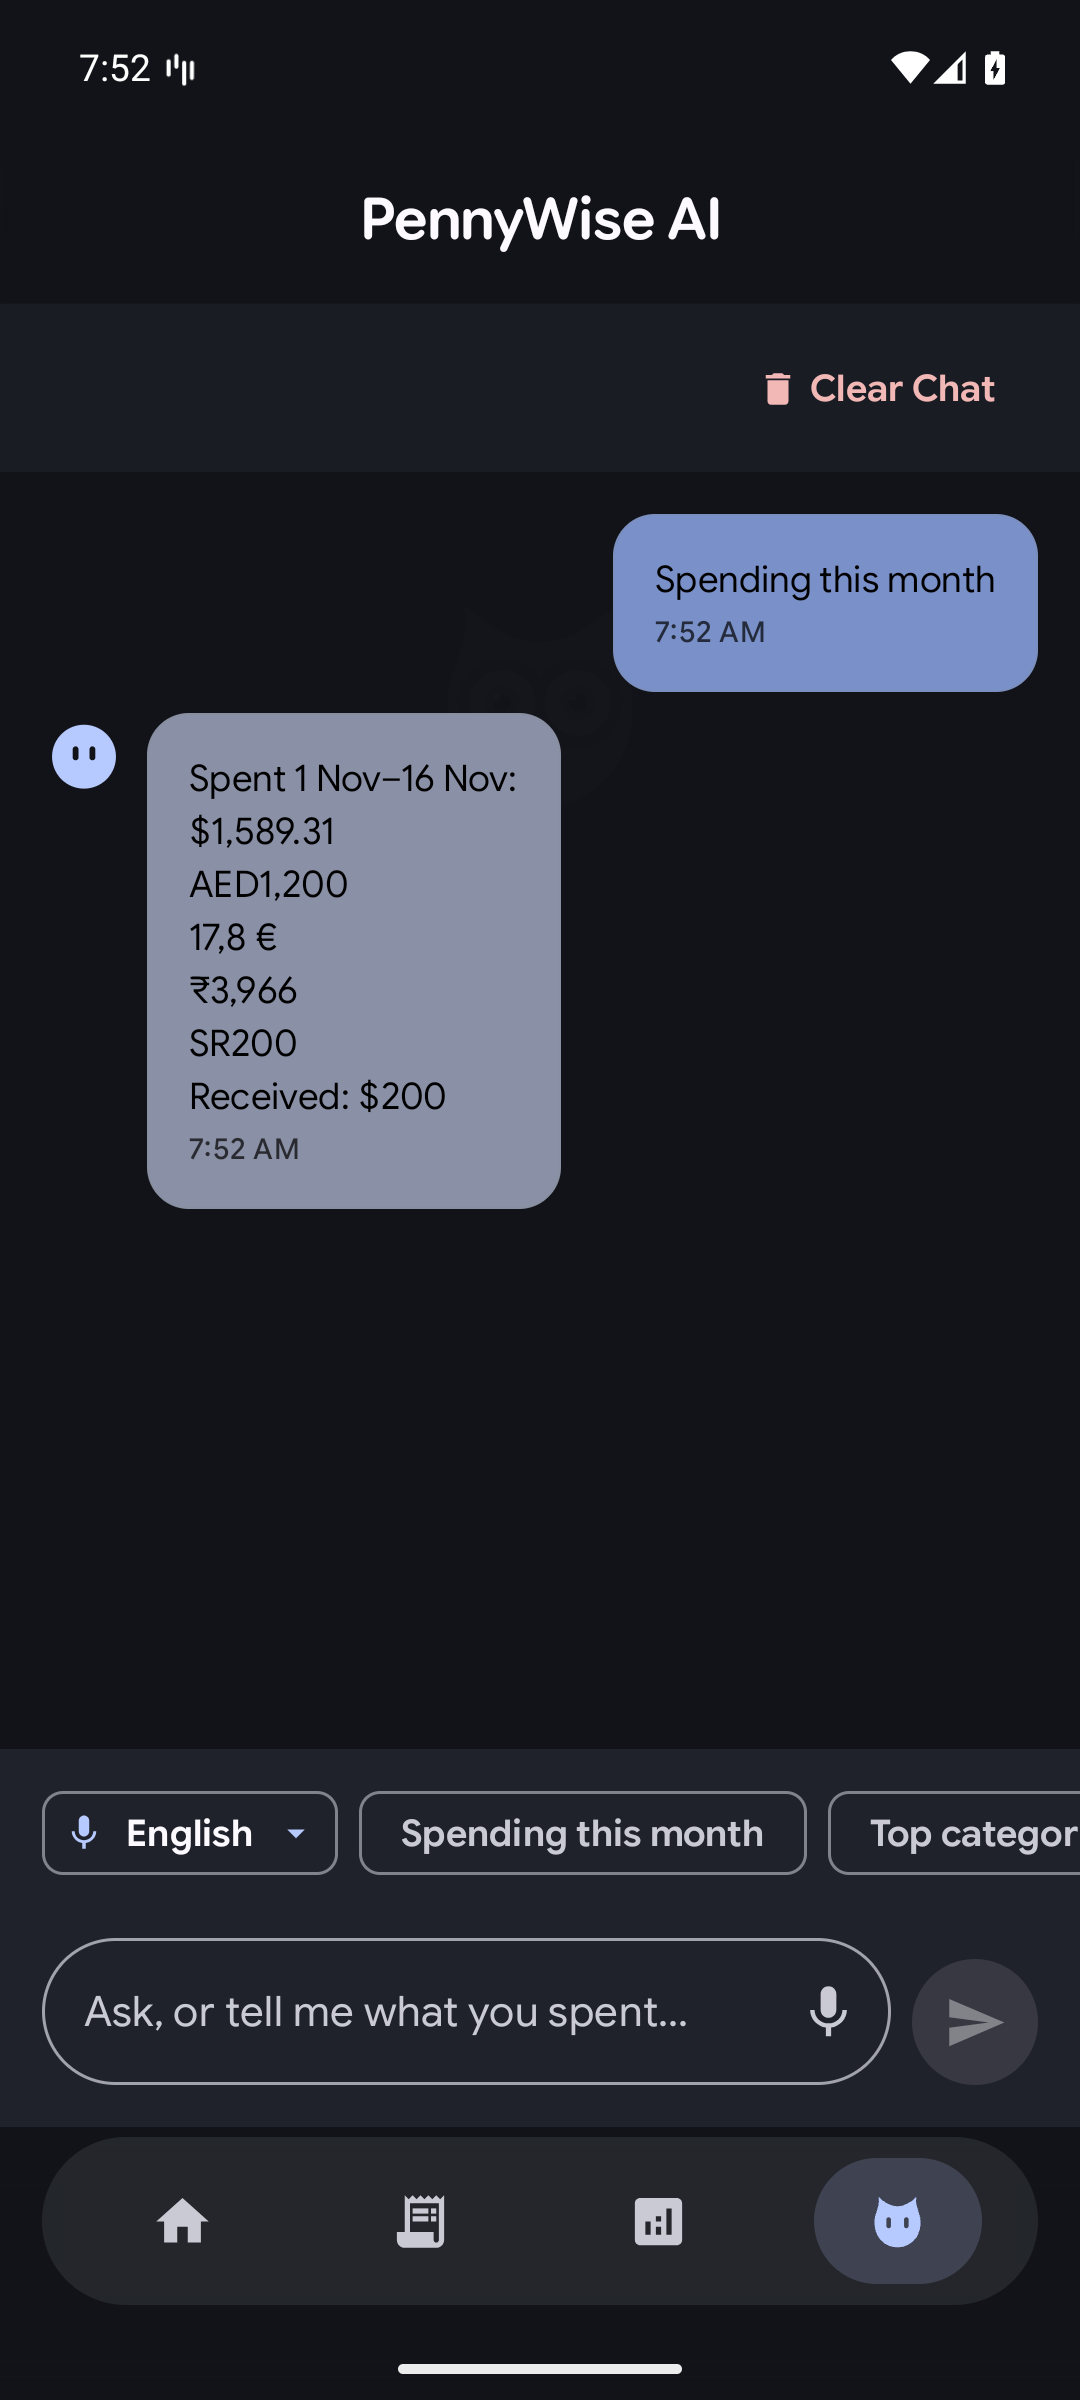 7:52
PennyWise AI
Clear Chat
Spending this month
7:52 AM
Spent 1 Nov–16 Nov:
$1,589.31
AED1,200
17,8 €
₹3,966
SR200
Received: $200
7:52 AM
English
Spending this month
Top categor
Ask, or tell me what you spent...